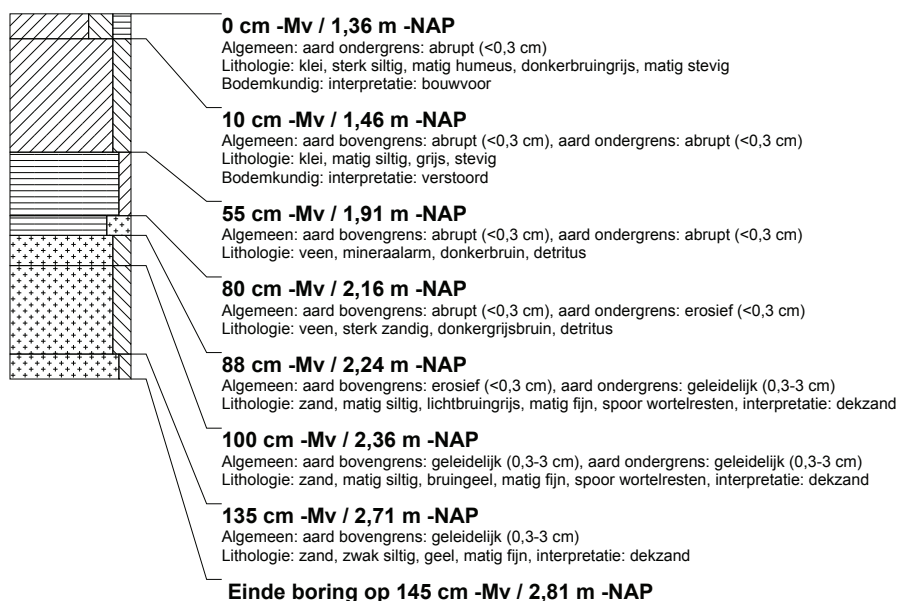 0 cm -Mv / 1,36 m -NAP
Algemeen: aard ondergrens: abrupt (<0,3 cm)
Lithologie: klei, sterk siltig, matig humeus, donkerbruingrijs, matig stevig
Bodemkundig: interpretatie: bouwvoor
10 cm -Mv / 1,46 m -NAP
Algemeen: aard bovengrens: abrupt (<0,3 cm), aard ondergrens: abrupt (<0,3 cm)
Lithologie: klei, matig siltig, grijs, stevig
Bodemkundig: interpretatie: verstoord
55 cm -Mv / 1,91 m -NAP
Algemeen: aard bovengrens: abrupt (<0,3 cm), aard ondergrens: abrupt (<0,3 cm)
Lithologie: veen, mineraalarm, donkerbruin, detritus
80 cm -Mv / 2,16 m -NAP
Algemeen: aard bovengrens: abrupt (<0,3 cm), aard ondergrens: erosief (<0,3 cm)
Lithologie: veen, sterk zandig, donkergrijsbruin, detritus
88 cm -Mv / 2,24 m -NAP
Algemeen: aard bovengrens: erosief (<0,3 cm), aard ondergrens: geleidelijk (0,3-3 cm)
Lithologie: zand, matig siltig, lichtbruingrijs, matig fijn, spoor wortelresten, interpretatie: dekzand
100 cm -Mv / 2,36 m -NAP
Algemeen: aard bovengrens: geleidelijk (0,3-3 cm), aard ondergrens: geleidelijk (0,3-3 cm)
Lithologie: zand, matig siltig, bruingeel, matig fijn, spoor wortelresten, interpretatie: dekzand
135 cm -Mv / 2,71 m -NAP
Algemeen: aard bovengrens: geleidelijk (0,3-3 cm)
Lithologie: zand, zwak siltig, geel, matig fijn, interpretatie: dekzand
Einde boring op 145 cm -Mv / 2,81 m -NAP